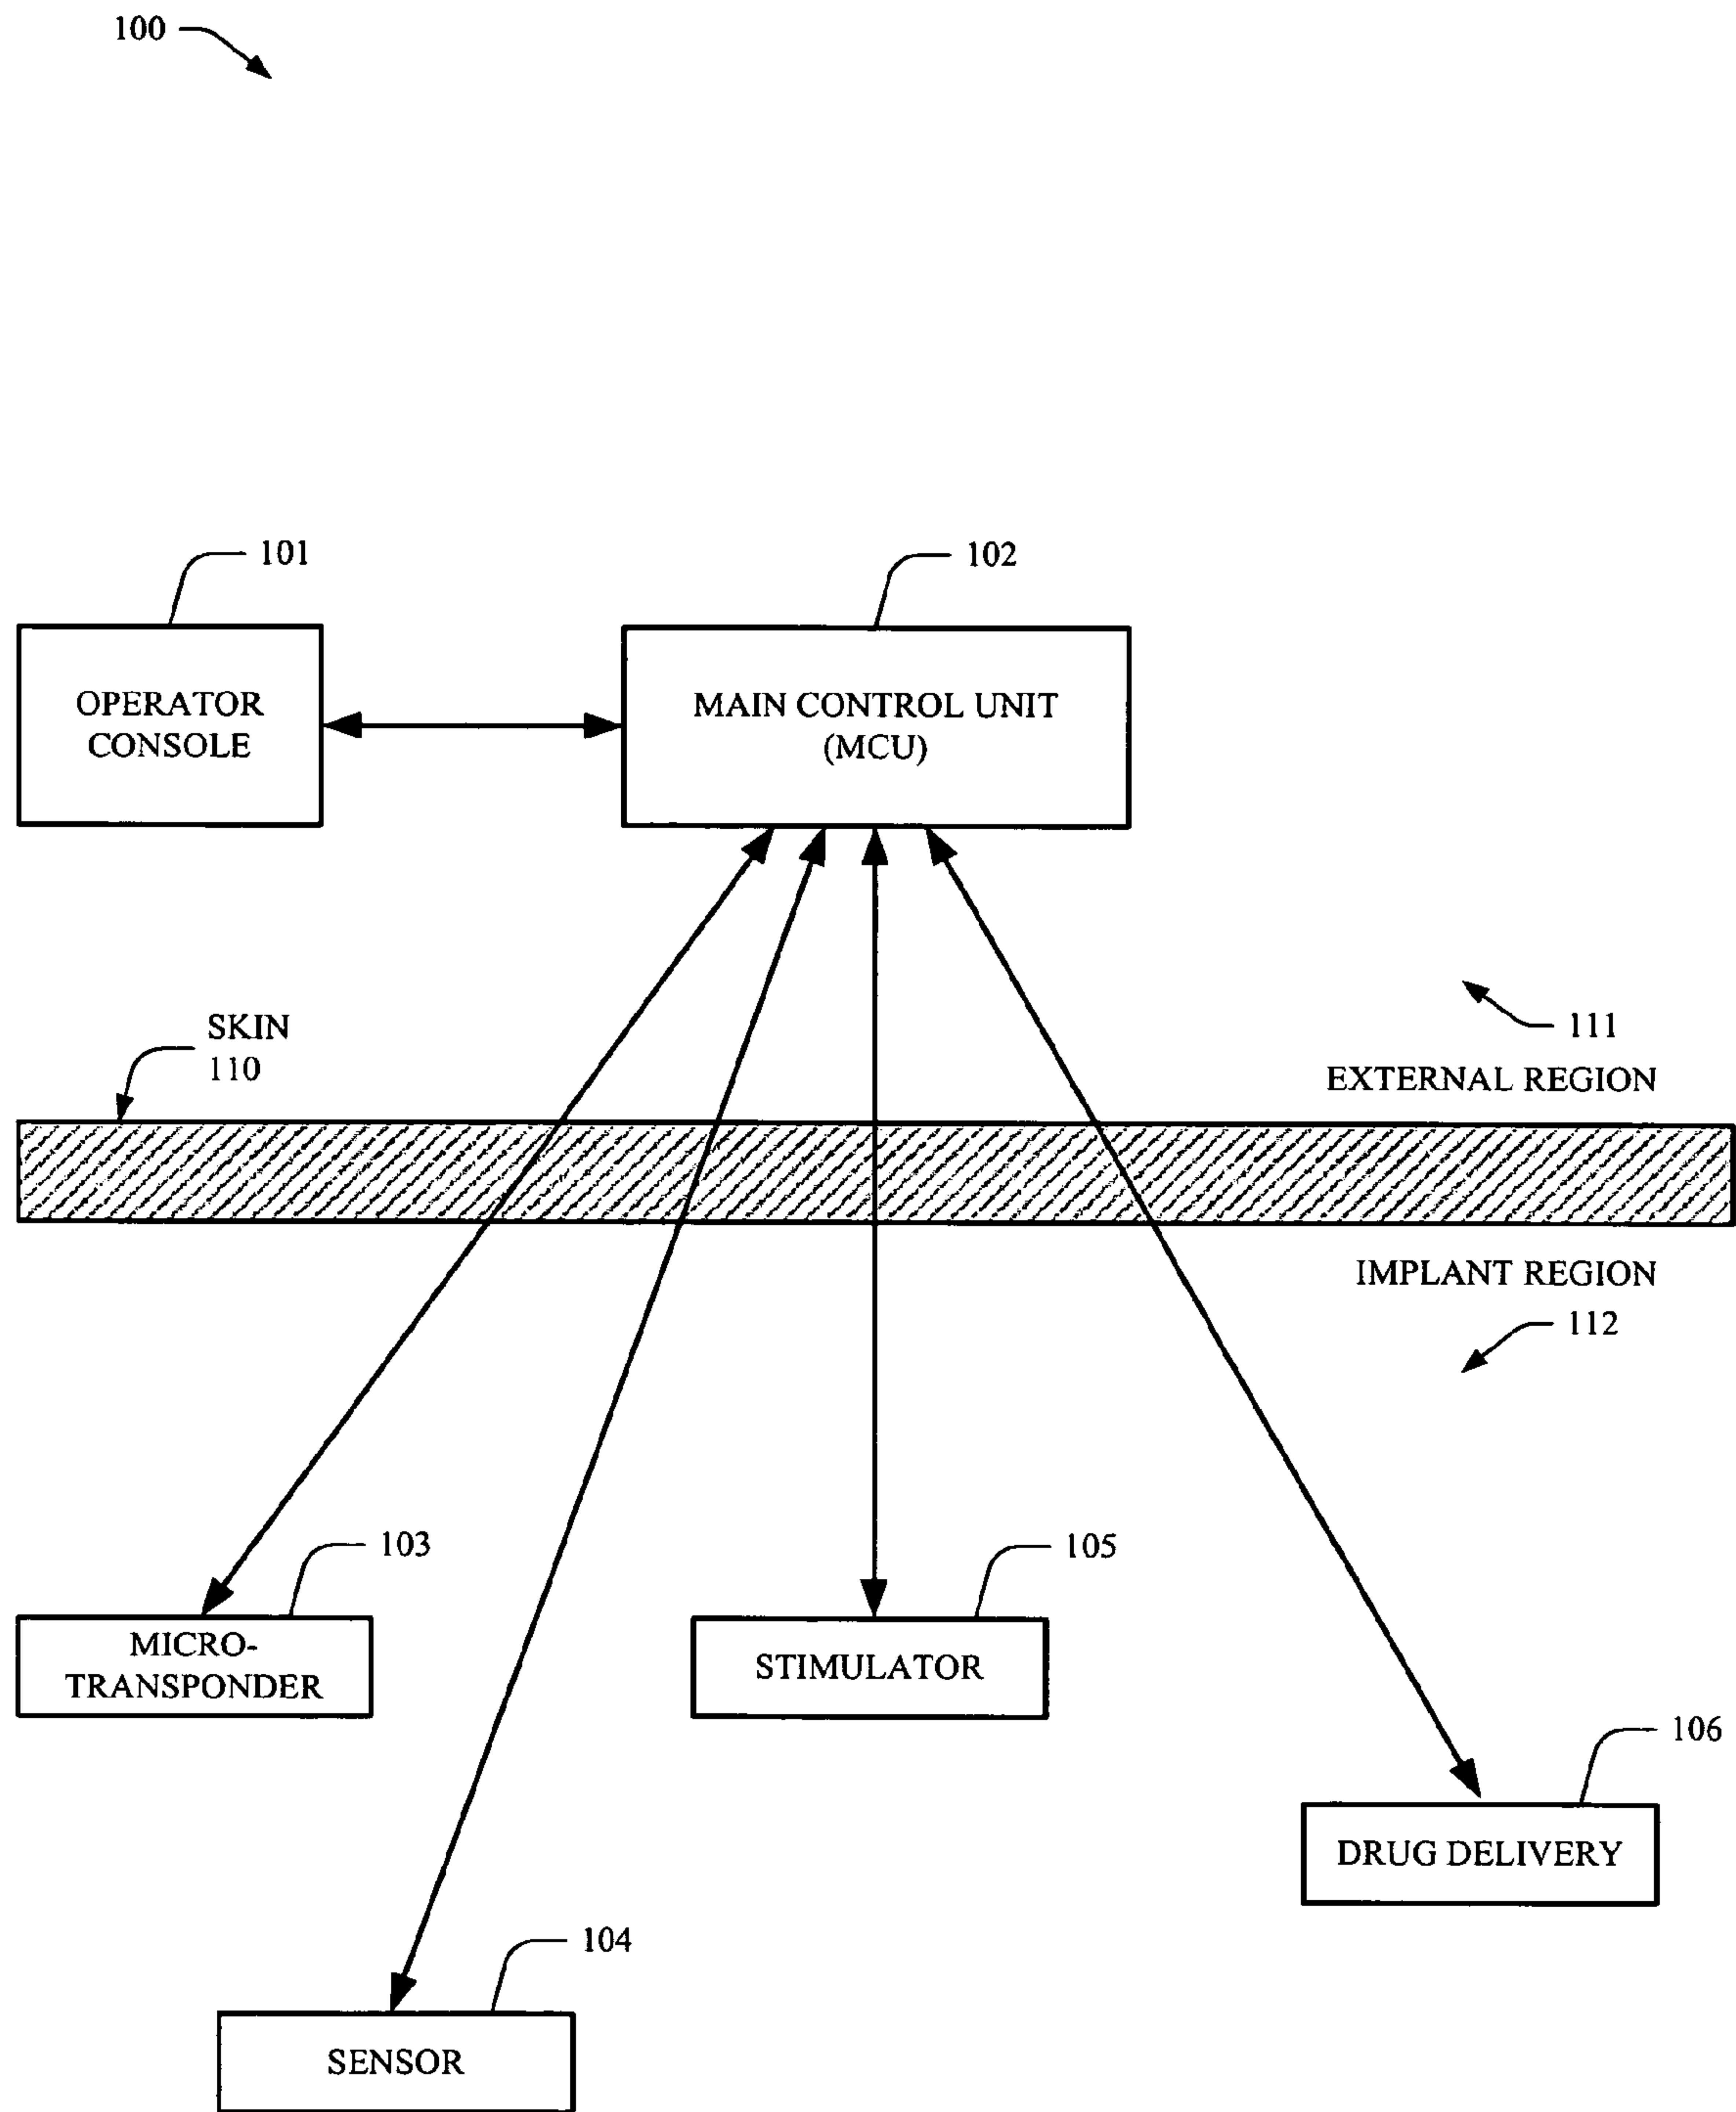 100
101
102
OPERATOR
CONSOLE
MAIN CONTROL UNIT
(MCU)
SKIN
110
111
EXTERNAL REGION
IMPLANT REGION
112
103
105
MICRO-
TRANSPONDER
STIMULATOR
106
DRUG DELIVERY
104
SENSOR